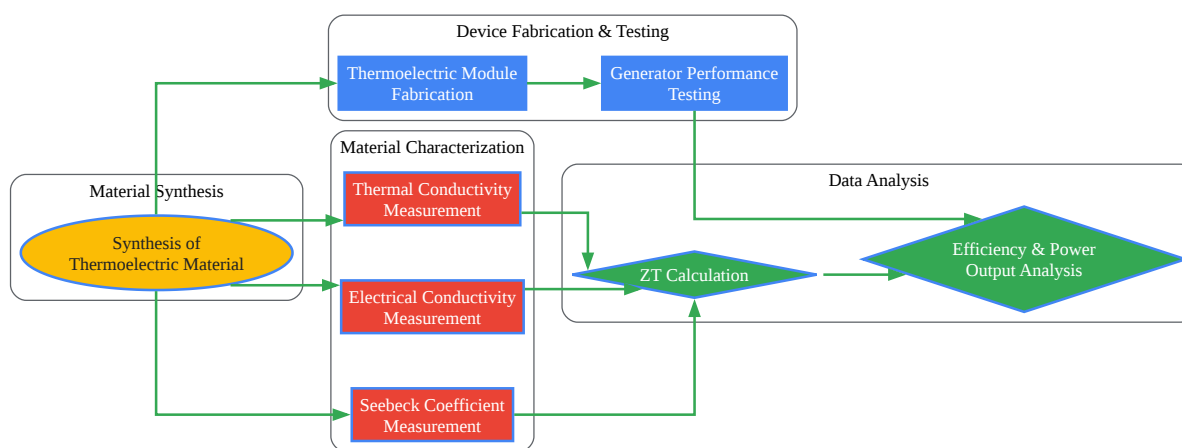 Device Fabrication & Testing
Thermoelectric Module
Fabrication
Generator Performance
Testing
Material Characterization
Thermal Conductivity
Measurement
Electrical Conductivity
Measurement
Seebeck Coefficient
Measurement
Material Synthesis
Synthesis of
Thermoelectric Material
Data Analysis
ZT Calculation
Efficiency & Power
Output Analysis